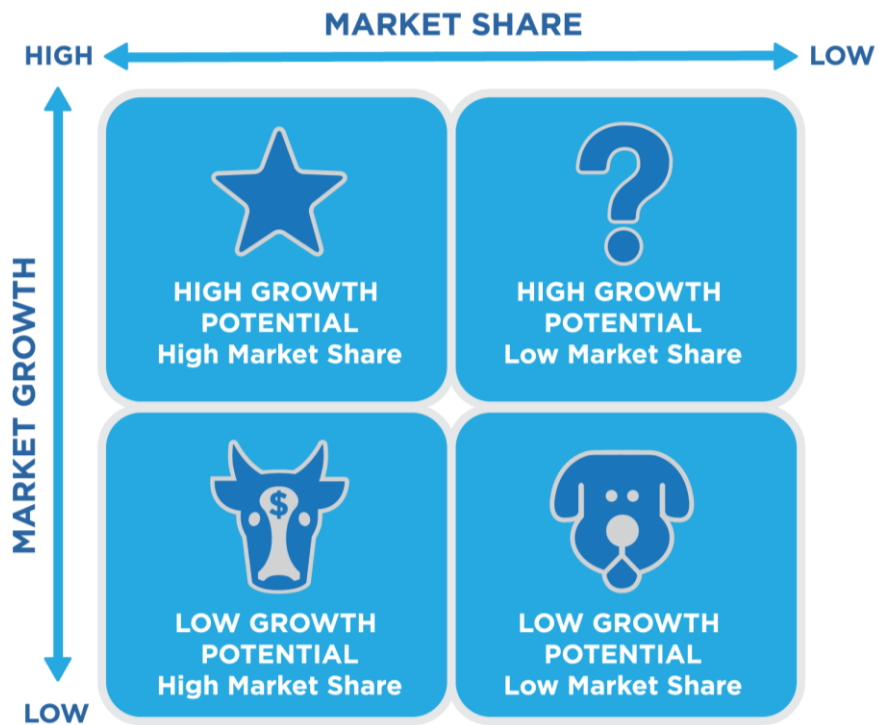 MARKET SHARE
HIGH
LOW
MARKET GROWTH
HIGH GROWTH
POTENTIAL
High Market Share
HIGH GROWTH
POTENTIAL
Low Market Share
$
LOW GROWTH
POTENTIAL
High Market Share
LOW GROWTH
POTENTIAL
Low Market Share
LOW